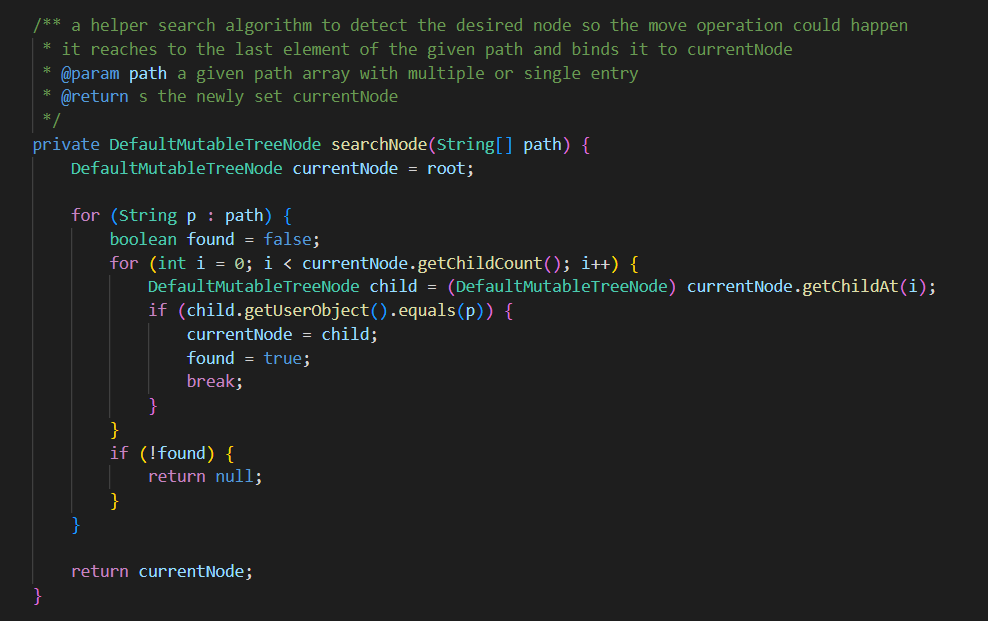 /** a helper search algorithm to detect the desired node so the move operation could happen
 * it reaches to the last element of the given path and binds it to currentNode
 * @param path a given path array with multiple or single entry
 * @return s the newly set currentNode
 */
private DefaultMutableTreeNode searchNode(String[] path) {
    DefaultMutableTreeNode currentNode = root;

    for (String p : path) {
        boolean found = false;
        for (int i = 0; i < currentNode.getChildCount(); i++) {
            DefaultMutableTreeNode child = (DefaultMutableTreeNode) currentNode.getChildAt(i);
            if (child.getUserObject().equals(p)) {
                currentNode = child;
                found = true;
                break;
            }
        }
        if (!found) {
            return null;
        }
    }

    return currentNode;
}